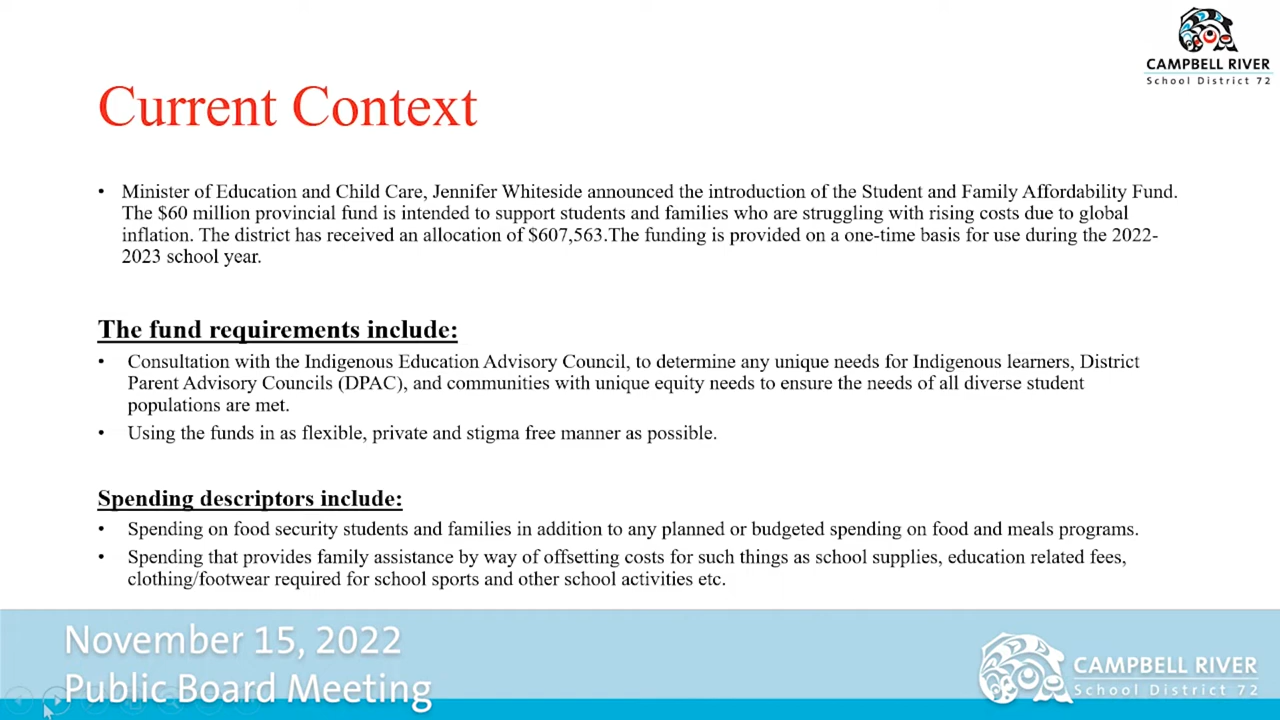 CAMPBELL RIVER
School District 72
Current Context
• Minister of Education and Child Care, Jennifer Whiteside announced the introduction of the Student and Family Affordability Fund.
The $60 million provincial fund is intended to support students and families who are struggling with rising costs due to global
inflation. The district has received an allocation of $607,563.The funding is provided on a one-time basis for use during the 2022-
2023 school year.
The fund requirements include:
• Consultation with the Indigenous Education Advisory Council, to determine any unique needs for Indigenous learners, District
Parent Advisory Councils (DPAC), and communities with unique equity needs to ensure the needs of all diverse student
populations are met.
• Using the funds in as flexible, private and stigma free manner as possible.
Spending descriptors include:
• Spending on food security students and families in addition to any planned or budgeted spending on food and meals programs.
• Spending that provides family assistance by way of offsetting costs for such things as school supplies, education related fees,
clothing/footwear required for school sports and other school activities etc.
November 15, 2022
Public Board Meeting
CAMPBELL RIVER
School District 72